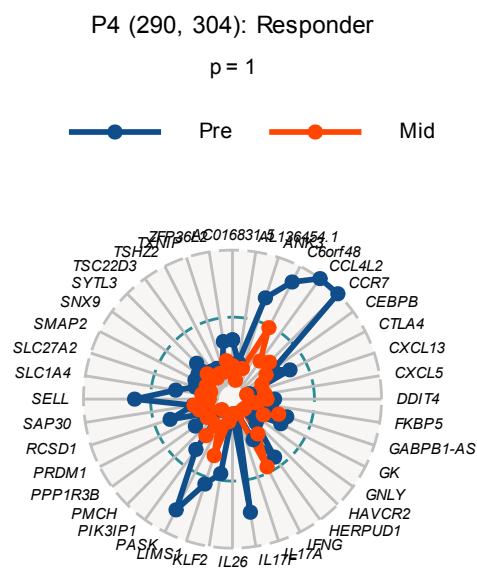 P4 (290, 304): Responder
p = 1
Pre
Mid
AC016831.5
AL136454.1
ANK3
C6orf48
CCL4L2
CCR7
CEBPB
CTLA4
CXCL13
CXCL5
DDIT4
FKBP5
GABPB1-AS
GK
GNLY
HAVCR2
HERPUD1
IFNG
IL17A
IL17F
IL26
KLF2
LIMS1
PASK
PIK3IP1
PMCH
PPP1R3B
PRDM1
RCSD1
SAP30
SELL
SLC1A4
SLC27A2
SMAP2
SNX9
SYTL3
TSC22D3
TSHZ2
TXNIP
ZFP36L2